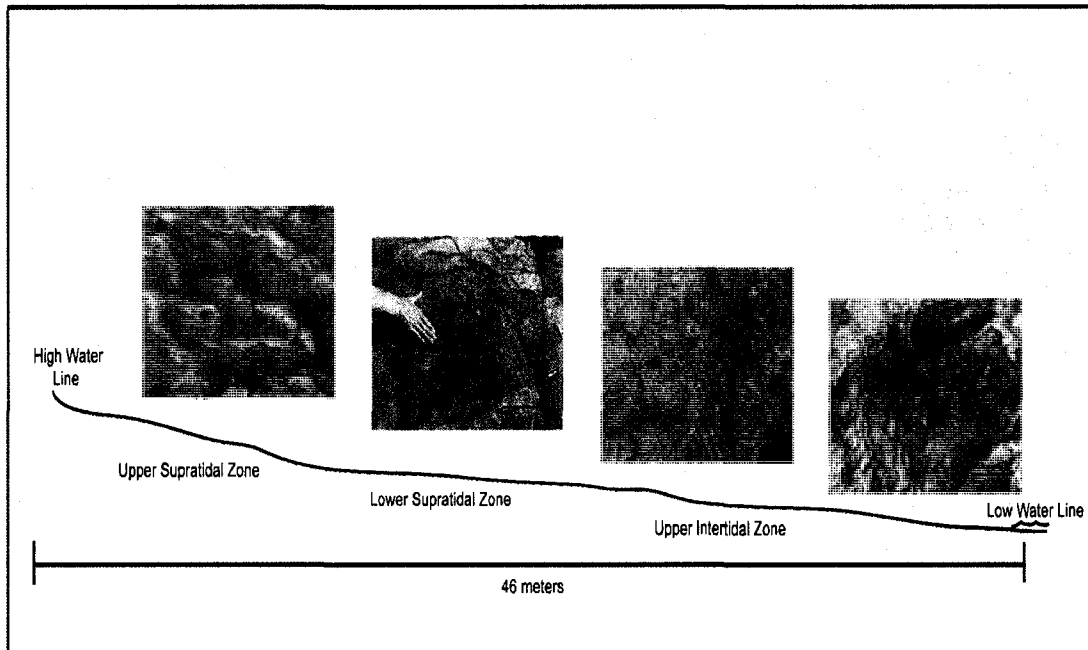 High Water
Line
Upper Supratidal Zone
Lower Supratidal Zone
Upper Intertidal Zone
Low Water Line
46 meters